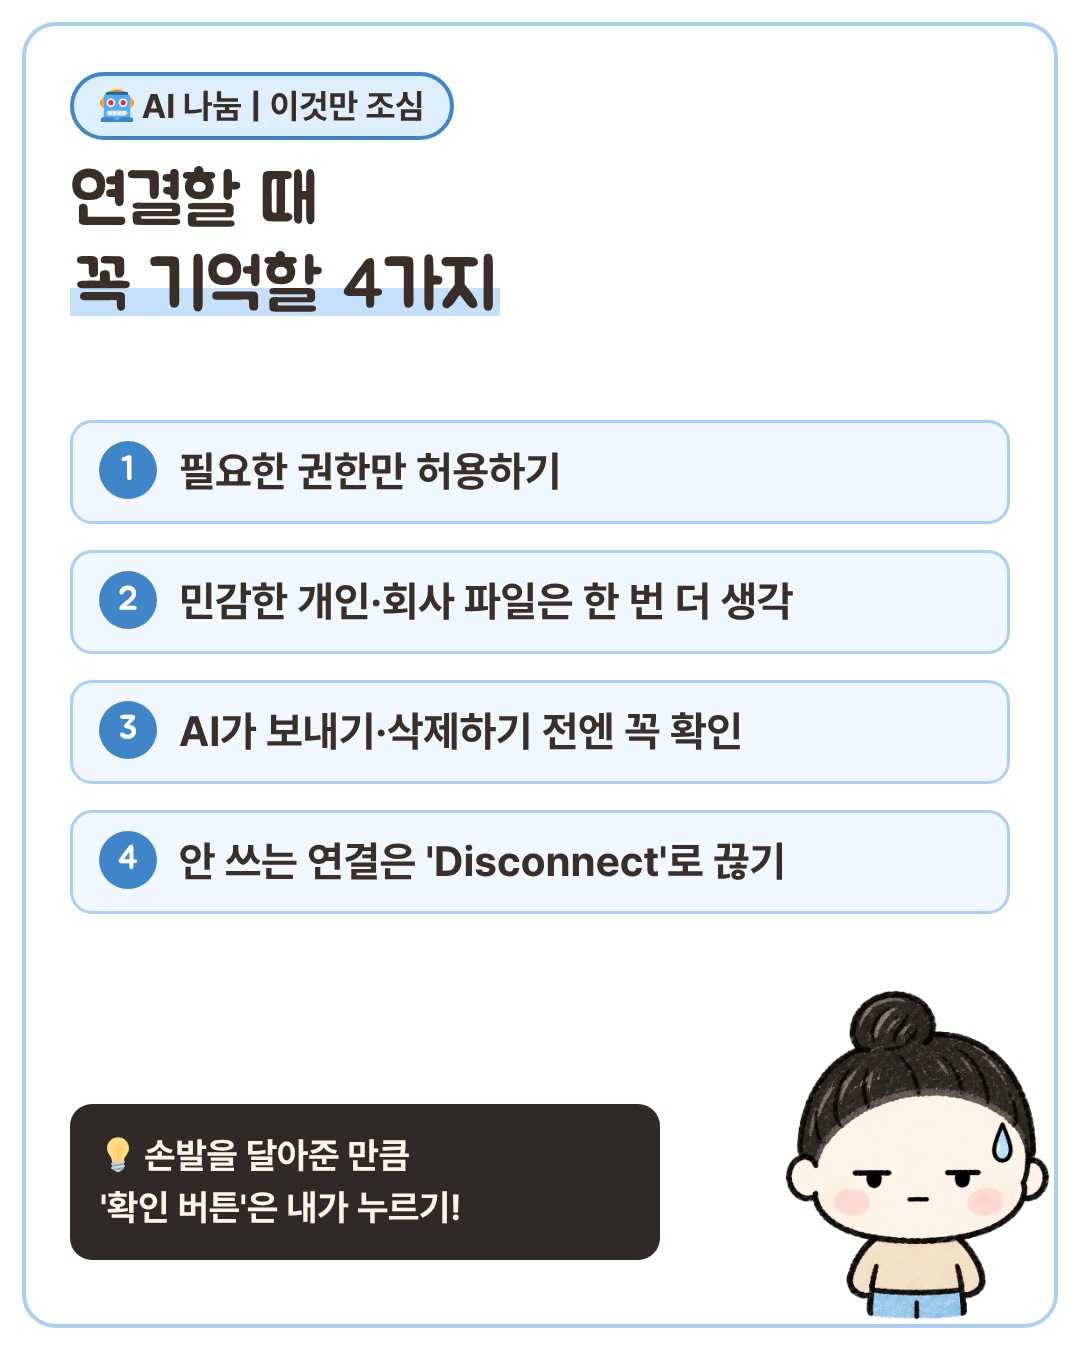 AI 나눔 | 이것만 조심
연결할 때
꼭 기억할 4가지
1 필요한 권한만 허용하기
2 민감한 개인·회사 파일은 한 번 더 생각
3 AI가 보내기·삭제하기 전엔 꼭 확인
4 안 쓰는 연결은 'Disconnect'로 끊기
손발을 달아준 만큼
'확인 버튼'은 내가 누르기!